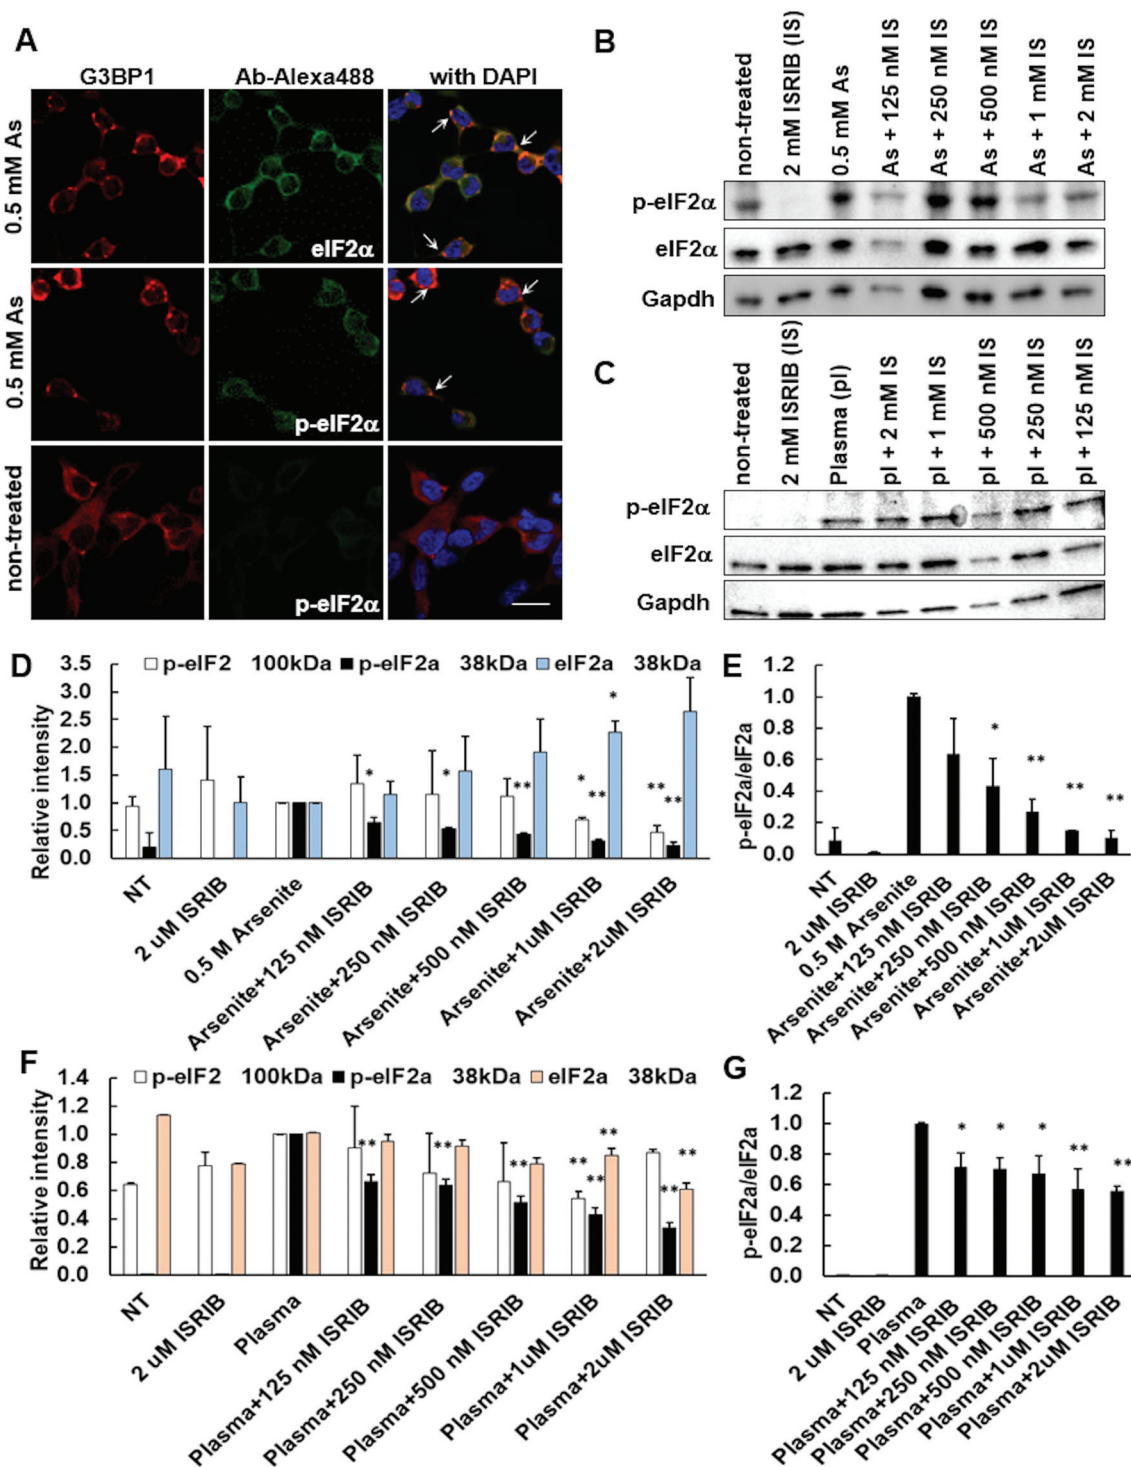 A
G3BP1 Ab-Alexa488 with DAPI
0.5 mM As
eIF2α
0.5 mM As
p-eIF2α
non-treated
p-eIF2α
B
non-treated
2 mM ISRIB (IS)
0.5 mM As
As + 125 nM IS
As + 250 nM IS
As + 500 nM IS
As + 1 mM IS
As + 2 mM IS
p-eIF2α
eIF2α
Gapdh
C
non-treated
2 mM ISRIB (IS)
Plasma (pl)
pl + 2 mM IS
pl + 1 mM IS
pl + 500 nM IS
pl + 250 nM IS
pl + 125 nM IS
p-eIF2α
eIF2α
Gapdh
D
p-eIF2 100kDa p-eIF2a 38kDa eIF2a 38kDa
Relative intensity
3.5
3.0
2.5
2.0
1.5
1.0
0.5
0.0
* * ** * ** * ** **
NT
2 uM ISRIB
0.5 M Arsenite
Arsenite+125 nM ISRIB
Arsenite+250 nM ISRIB
Arsenite+500 nM ISRIB
Arsenite+1uM ISRIB
Arsenite+2uM ISRIB
E
p-eIF2a/eIF2a
1.2
1.0
0.8
0.6
0.4
0.2
0.0
* ** ** **
NT
2 uM ISRIB
0.5 M Arsenite
Arsenite+125 nM ISRIB
Arsenite+250 nM ISRIB
Arsenite+500 nM ISRIB
Arsenite+1uM ISRIB
Arsenite+2uM ISRIB
F
p-eIF2 100kDa p-eIF2a 38kDa eIF2a 38kDa
Relative intensity
1.4
1.2
1.0
0.8
0.6
0.4
0.2
0.0
** ** ** ** ** ** ** **
NT
2 uM ISRIB
Plasma
Plasma+125 nM ISRIB
Plasma+250 nM ISRIB
Plasma+500 nM ISRIB
Plasma+1uM ISRIB
Plasma+2uM ISRIB
G
p-eIF2a/eIF2a
1.2
1.0
0.8
0.6
0.4
0.2
0.0
* * * ** **
NT
2 uM ISRIB
Plasma
Plasma+125 nM ISRIB
Plasma+250 nM ISRIB
Plasma+500 nM ISRIB
Plasma+1uM ISRIB
Plasma+2uM ISRIB